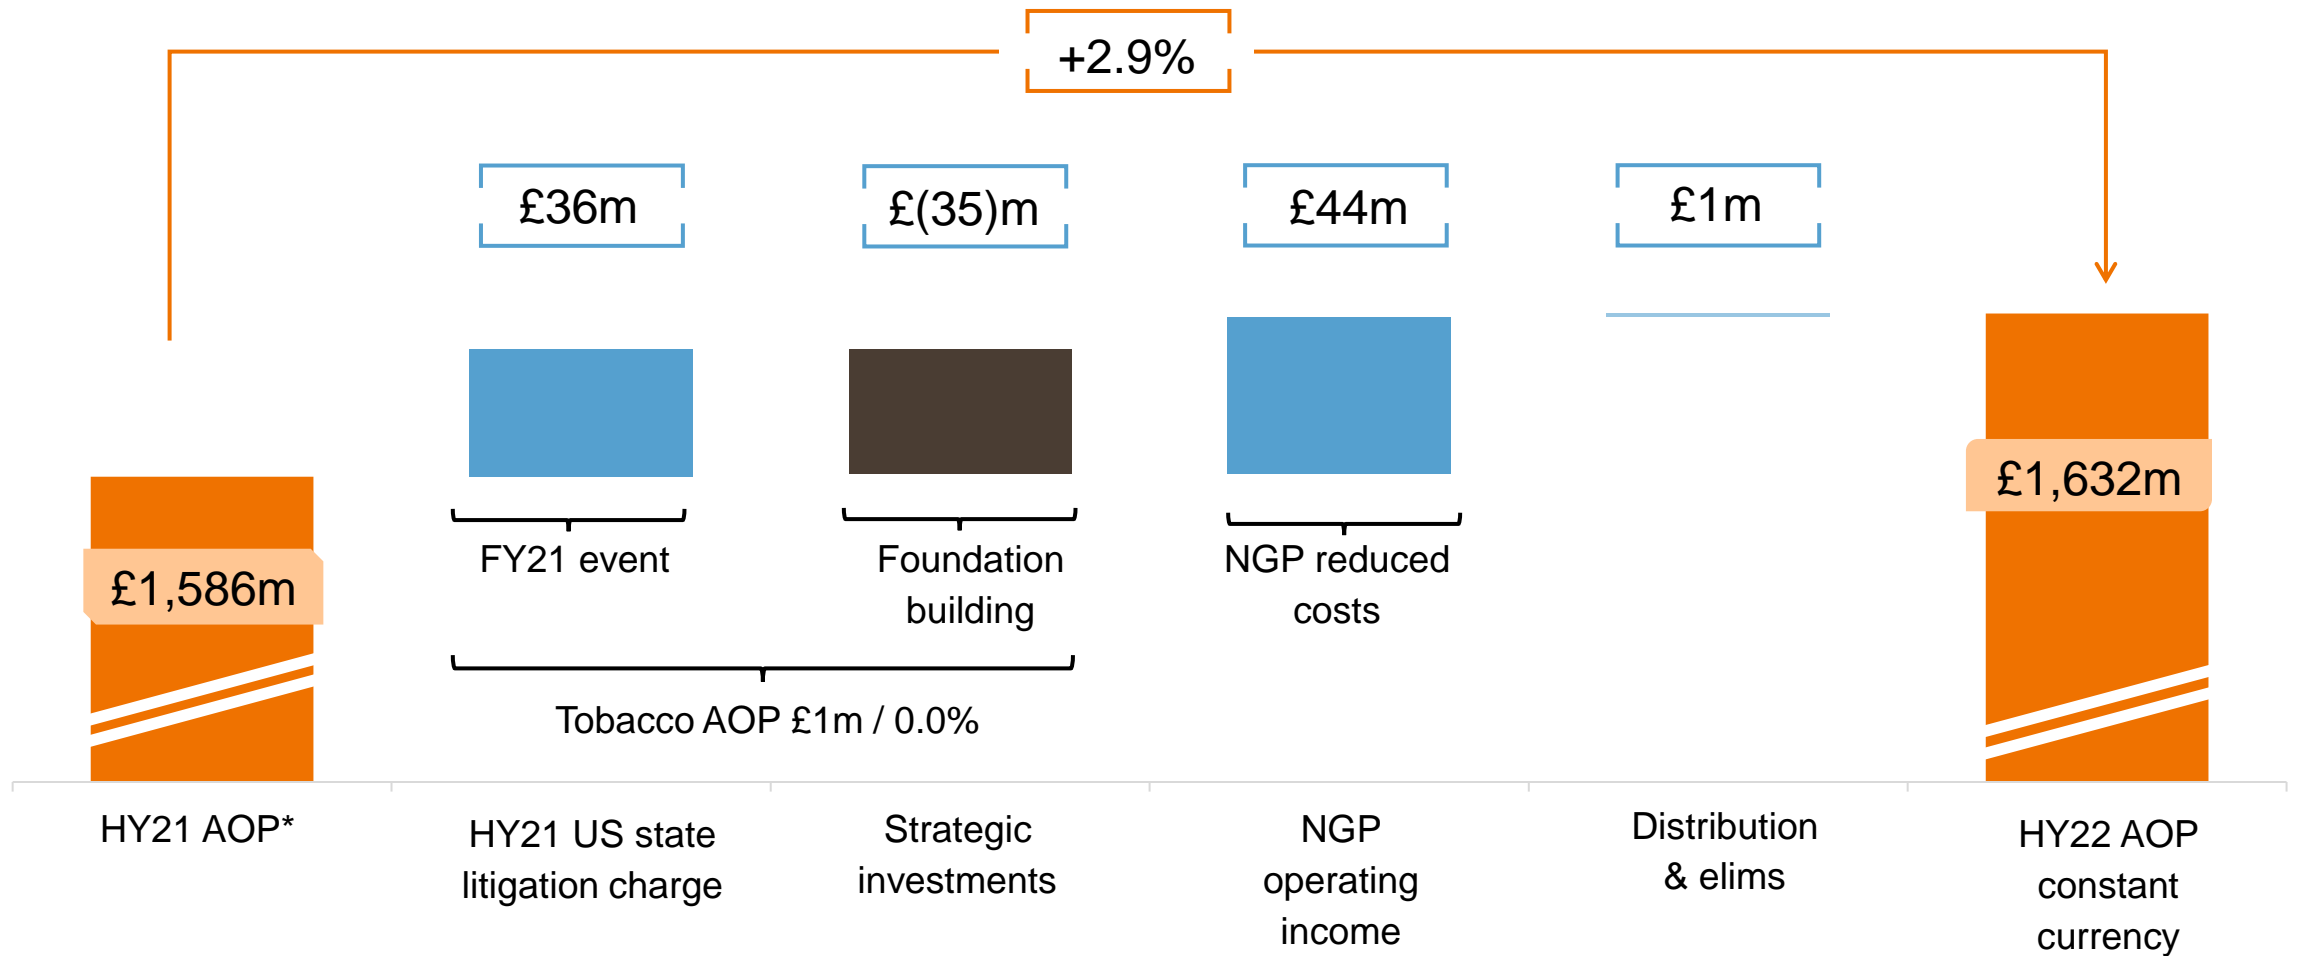 +2.9%
£36m
£(35)m
£44m
£1m
£1,586m
£1,632m
FY21 event
Foundation
building
NGP reduced
costs
Tobacco AOP £1m / 0.0%
HY21 AOP*
HY21 US state
litigation charge
Strategic
investments
NGP
operating
income
Distribution
& elims
HY22 AOP
constant
currency